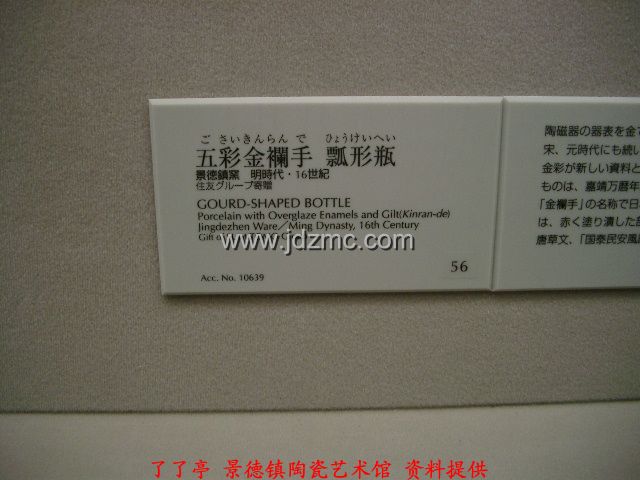 ごさいきんらんで ひょうけいへい
五彩金襴手 瓢形瓶
景徳鎮窯 明時代・16世紀
住友グループ寄贈
GOURD-SHAPED BOTTLE
Porcelain with Overglaze Enamels and Gilt(Kinran-de)
Jingdezhen Ware／Ming Dynasty, 16th Century
Gift of
www.jdzmc.com
Acc. No. 10639
56
陶磁器の器表を金で
宋、元時代にも続い
金彩が新しい資料と
ものは、嘉靖万暦年
「金襴手」の名称で日
は、赤く塗り潰した
唐草文、「国泰民安風
了了亭 景德镇陶瓷艺术馆 资料提供